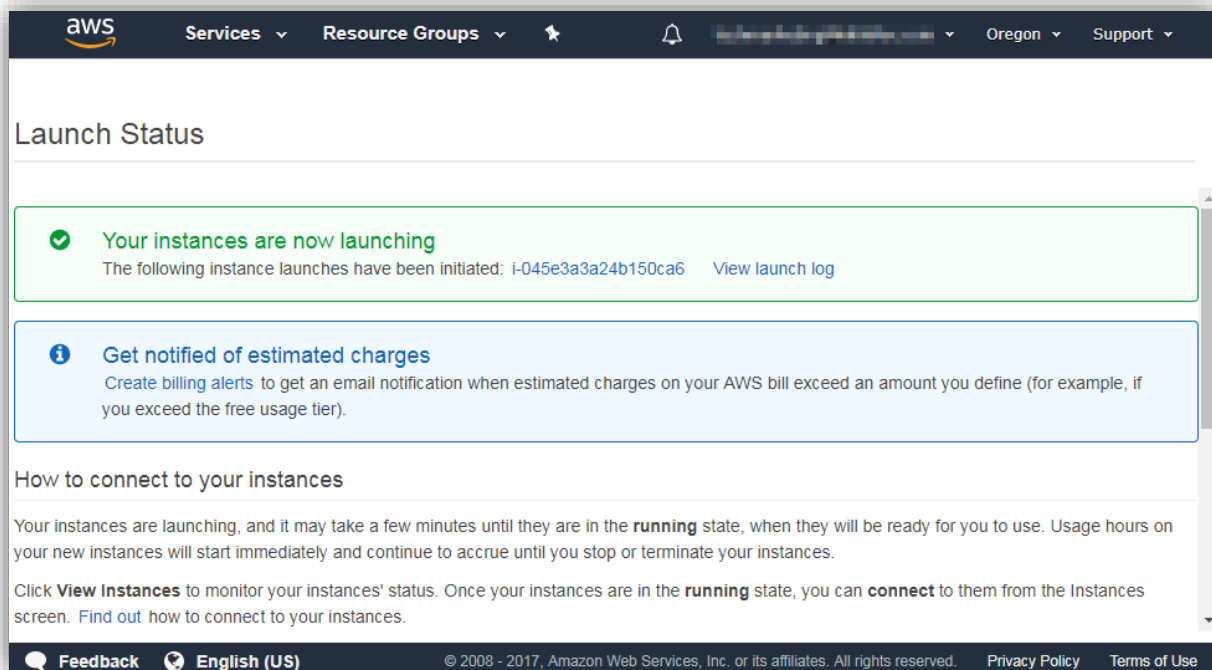 aws Services Resource Groups Oregon Support
Launch Status
Your instances are now launching
The following instance launches have been initiated: i-045e3a3a24b150ca6 View launch log
Get notified of estimated charges
Create billing alerts to get an email notification when estimated charges on your AWS bill exceed an amount you define (for example, if
you exceed the free usage tier).
How to connect to your instances
Your instances are launching, and it may take a few minutes until they are in the running state, when they will be ready for you to use. Usage hours on
your new instances will start immediately and continue to accrue until you stop or terminate your instances.
Click View Instances to monitor your instances' status. Once your instances are in the running state, you can connect to them from the Instances
screen. Find out how to connect to your instances.
Feedback English (US) © 2008 - 2017, Amazon Web Services, Inc. or its affiliates. All rights reserved. Privacy Policy Terms of Use